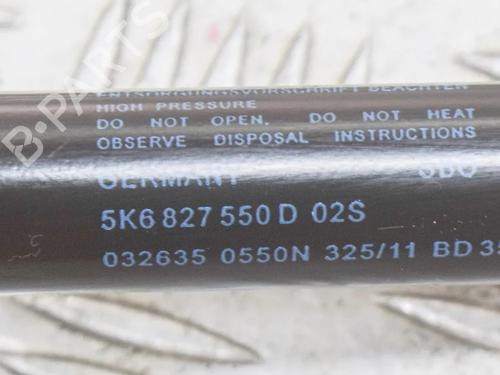 HIGH PRESSURE
DO NOT OPEN. DO NOT HEAT
OBSERVE DISPOSAL INSTRUCTIONS
GERMANY
5K6 827 550 D 02S
032635 0550N 325/11 BD
B-PARTS